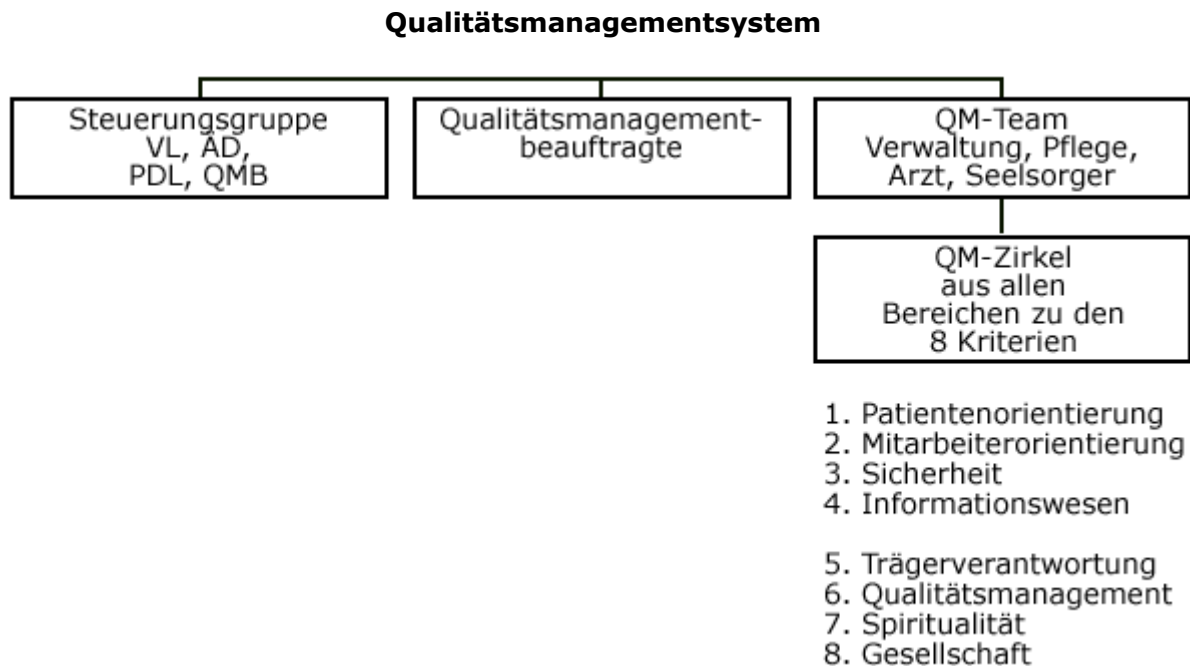 Qualitätsmanagementsystem
Steuerungsgruppe
VL, ÄD,
PDL, QMB
Qualitätsmanagement-
beauftragte
QM-Team
Verwaltung, Pflege,
Arzt, Seelsorger
QM-Zirkel
aus allen
Bereichen zu den
8 Kriterien
1. Patientenorientierung
2. Mitarbeiterorientierung
3. Sicherheit
4. Informationswesen
5. Trägerverantwortung
6. Qualitätsmanagement
7. Spiritualität
8. Gesellschaft